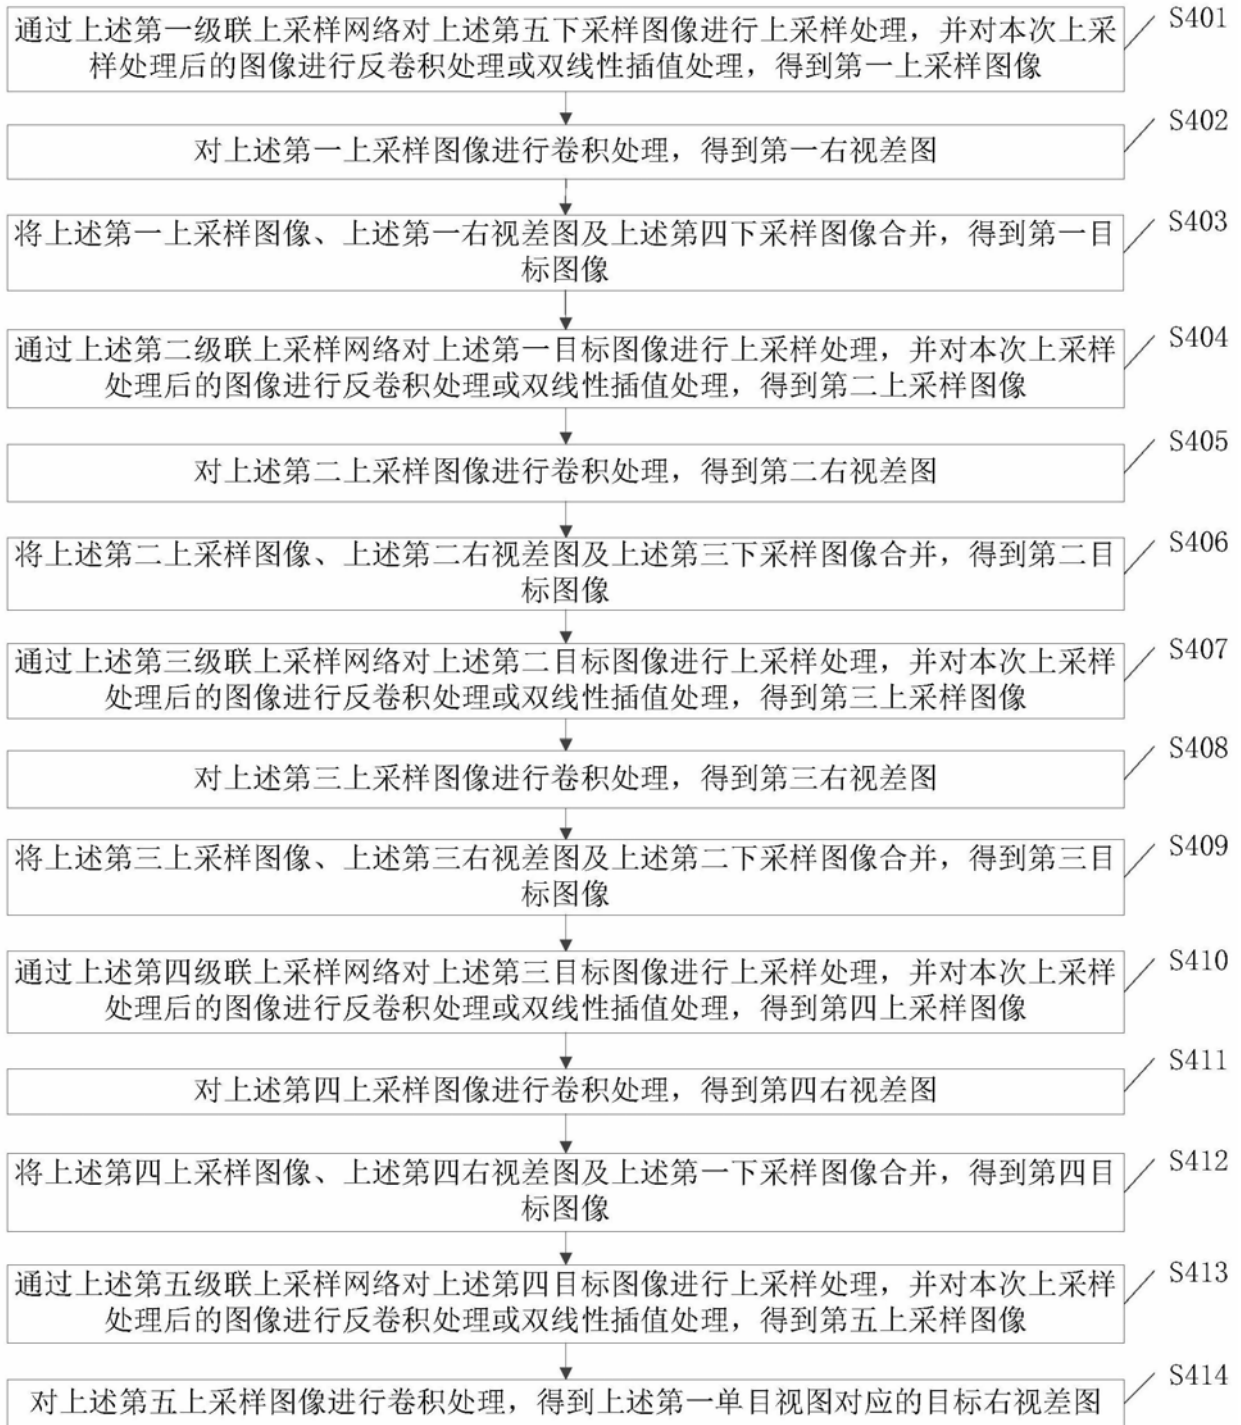 通过上述第一级联上采样网络对上述第五下采样图像进行上采样处理，并对本次上采
样处理后的图像进行反卷积处理或双线性插值处理，得到第一上采样图像
S401
对上述第一上采样图像进行卷积处理，得到第一右视差图
S402
将上述第一上采样图像、上述第一右视差图及上述第四下采样图像合并，得到第一目
标图像
S403
通过上述第二级联上采样网络对上述第一目标图像进行上采样处理，并对本次上采样
处理后的图像进行反卷积处理或双线性插值处理，得到第二上采样图像
S404
对上述第二上采样图像进行卷积处理，得到第二右视差图
S405
将上述第二上采样图像、上述第二右视差图及上述第三下采样图像合并，得到第二目
标图像
S406
通过上述第三级联上采样网络对上述第二目标图像进行上采样处理，并对本次上采样
处理后的图像进行反卷积处理或双线性插值处理，得到第三上采样图像
S407
对上述第三上采样图像进行卷积处理，得到第三右视差图
S408
将上述第三上采样图像、上述第三右视差图及上述第二下采样图像合并，得到第三目
标图像
S409
通过上述第四级联上采样网络对上述第三目标图像进行上采样处理，并对本次上采样
处理后的图像进行反卷积处理或双线性插值处理，得到第四上采样图像
S410
对上述第四上采样图像进行卷积处理，得到第四右视差图
S411
将上述第四上采样图像、上述第四右视差图及上述第一下采样图像合并，得到第四目
标图像
S412
通过上述第五级联上采样网络对上述第四目标图像进行上采样处理，并对本次上采样
处理后的图像进行反卷积处理或双线性插值处理，得到第五上采样图像
S413
对上述第五上采样图像进行卷积处理，得到上述第一单目视图对应的目标右视差图
S414